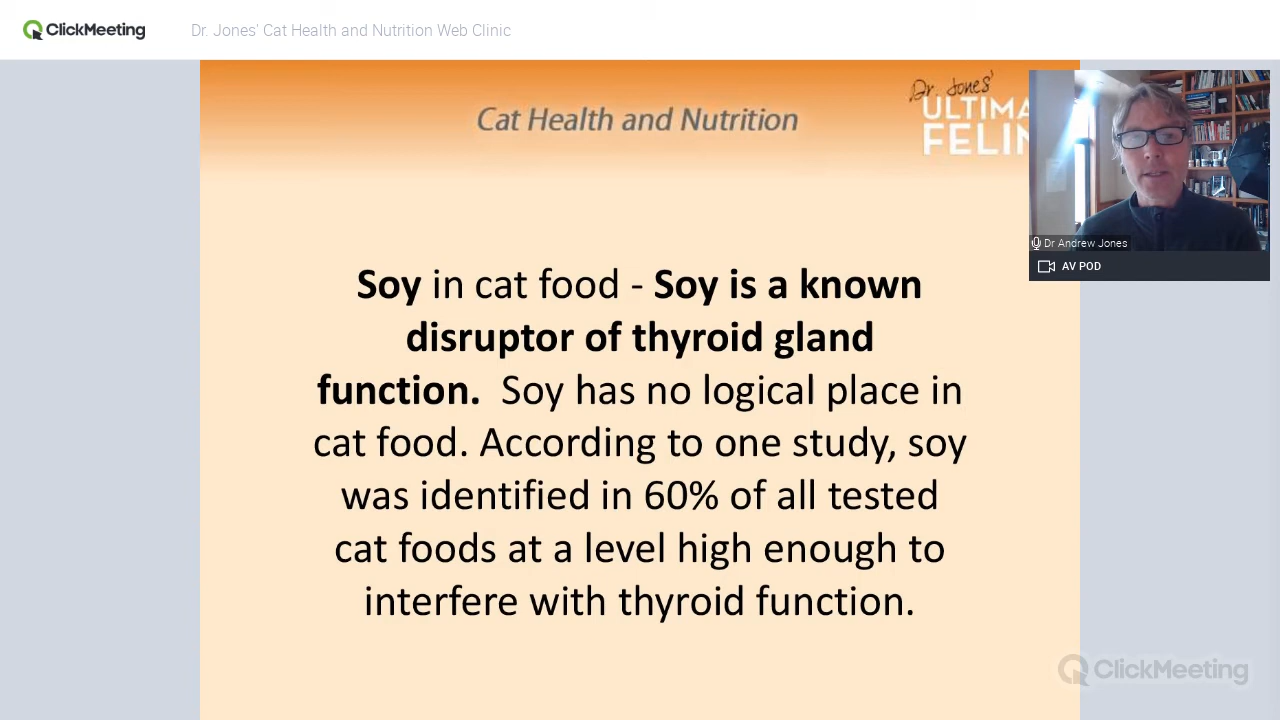 ClickMeeting
Dr. Jones' Cat Health and Nutrition Web Clinic
Dr. Jones'
Cat Health and Nutrition
Soy in cat food - Soy is a known
disruptor of thyroid gland
function. Soy has no logical place in
cat food. According to one study, soy
was identified in 60% of all tested
cat foods at a level high enough to
interfere with thyroid function.
Dr Andrew Jones
AV POD
ClickMeeting